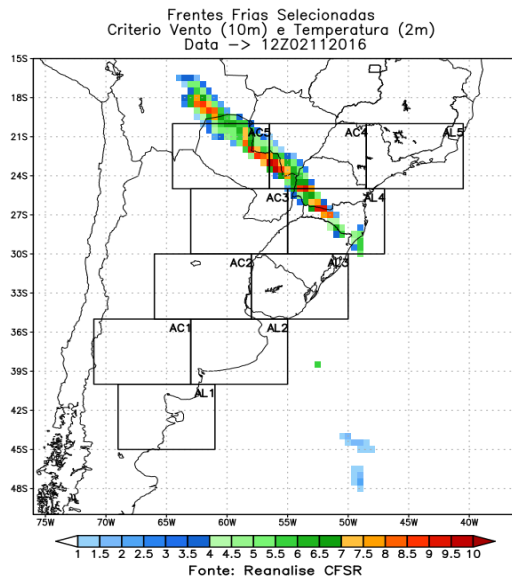 Frentes Frias Selecionadas
Criterio Vento (10m) e Temperatura (2m)
Data -> 12Z02112016
15S
18S
21S
24S
27S
30S
33S
36S
39S
42S
45S
48S
AC5 AC4 AL5
AC3 AL4
AC2 AL3
AC1 AL2
AL1
75W 70W 65W 60W 55W 50W 45W 40W
1 1.5 2 2.5 3 3.5 4 4.5 5 5.5 6 6.5 7 7.5 8 8.5 9 9.5 10
Fonte: Reanalise CFSR